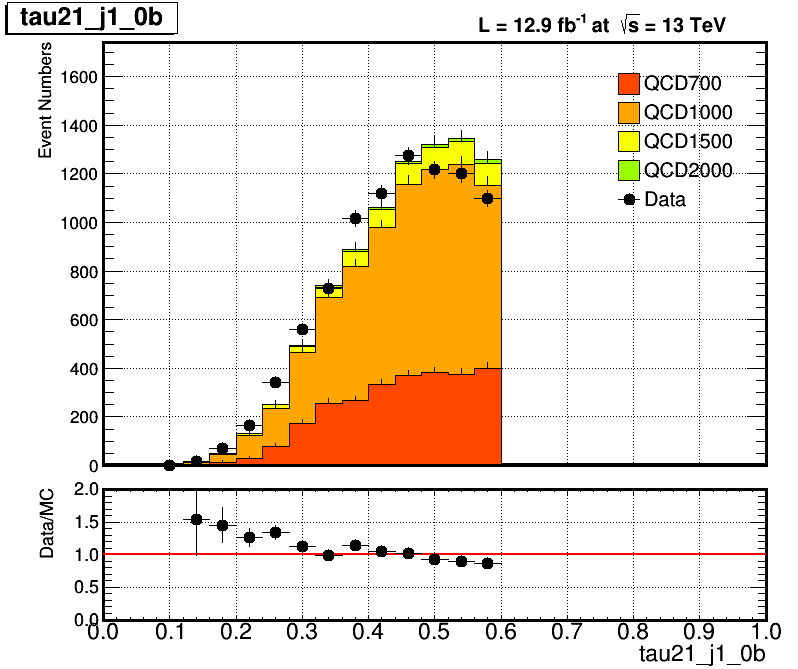 tau21_j1_0b
L = 12.9 fb-1 at √s = 13 TeV
Event Numbers
1600
1400
1200
1000
800
600
400
200
0
QCD700
QCD1000
QCD1500
QCD2000
Data
Data/MC
2.0
1.5
1.0
0.5
0.0
0.0 0.1 0.2 0.3 0.4 0.5 0.6 0.7 0.8 0.9 1.0
tau21_j1_0b